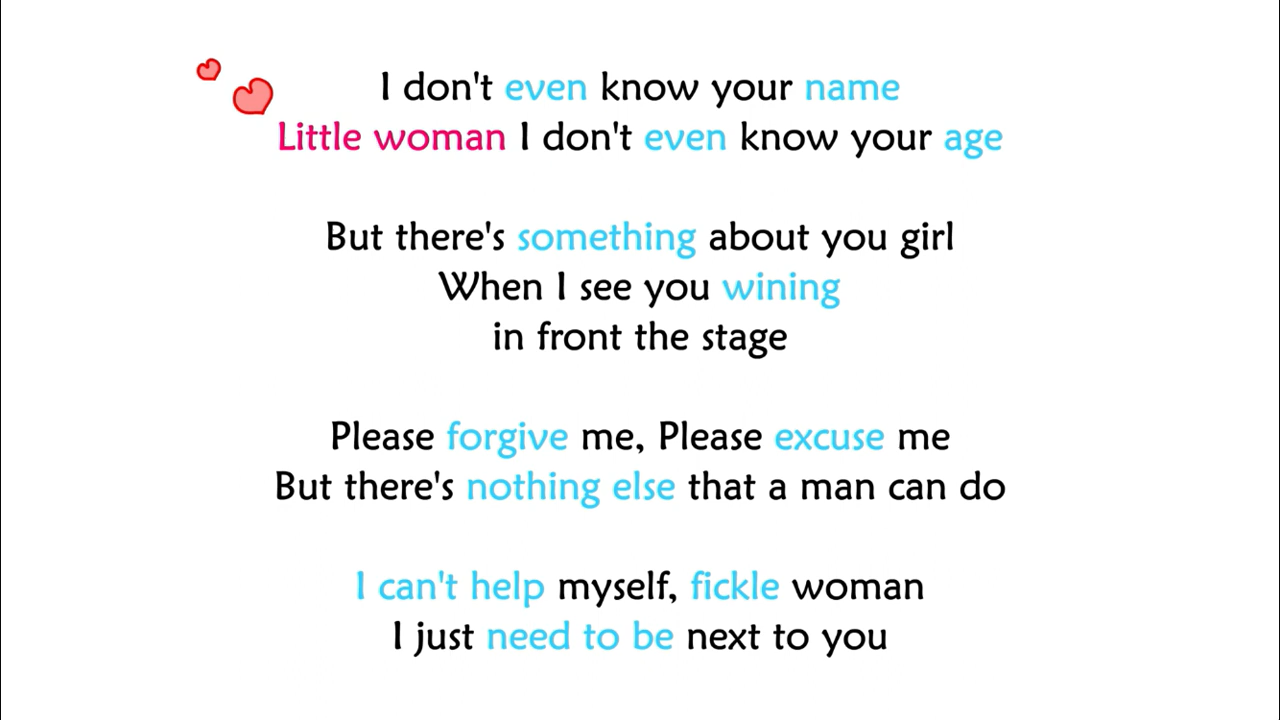 I don't even know your name
Little woman I don't even know your age
But there's something about you girl
When I see you wining
in front the stage
Please forgive me, Please excuse me
But there's nothing else that a man can do
I can't help myself, fickle woman
I just need to be next to you